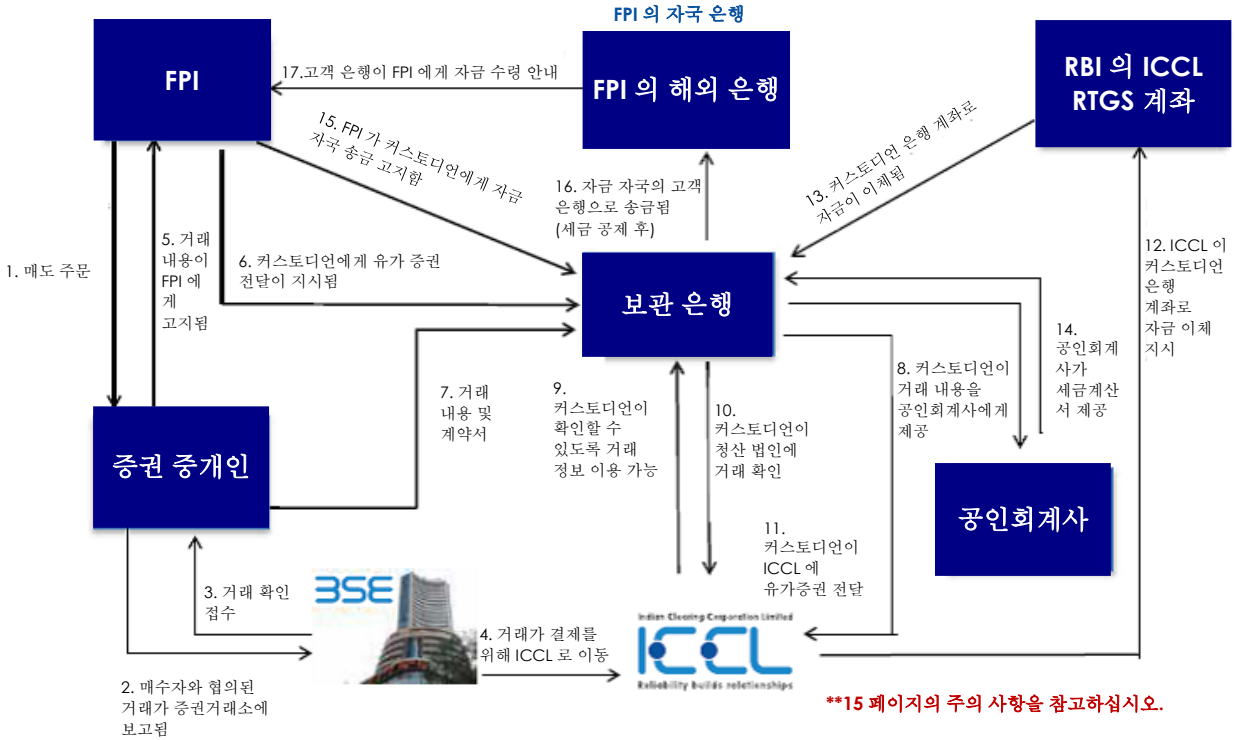 FPI 의 자국 은행
FPI
17.고객 은행이 FPI 에게 자금 수령 안내
FPI 의 해외 은행
RBI 의 ICCL
RTGS 계좌
15. FPI 가 커스토디언에게 자금
자국 송금 고지함
13. 커스토디언 은행 계좌로
자금이 이체됨
16. 자금 자국의 고객
은행으로 송금됨
(세금 공제 후)
1. 매도 주문
5. 거래
내용이
FPI 에
게
고지됨
6. 커스토디언에게 유가 증권
전달이 지시됨
보관 은행
12. ICCL 이
커스토디언
은행
계좌로
자금 이체
지시
14.
공인회계
사가
세금계산
서 제공
8. 커스토디언이
거래 내용을
공인회계사에게
제공
7. 거래
내용 및
계약서
9.
커스토디언이
확인할 수
있도록 거래
정보 이용 가능
10.
커스토디언이
청산 법인에
거래 확인
증권 중개인
공인회계사
11.
커스토디언이
ICCL 에
유가증권 전달
3. 거래 확인
접수
BSE
4. 거래가 결제를
위해 ICCL 로 이동
Indian Clearing Corporation Limited
ICCL
Reliability builds relationships
2. 매수자와 협의된
거래가 증권거래소에
보고됨
**15 페이지의 주의 사항을 참고하십시오.